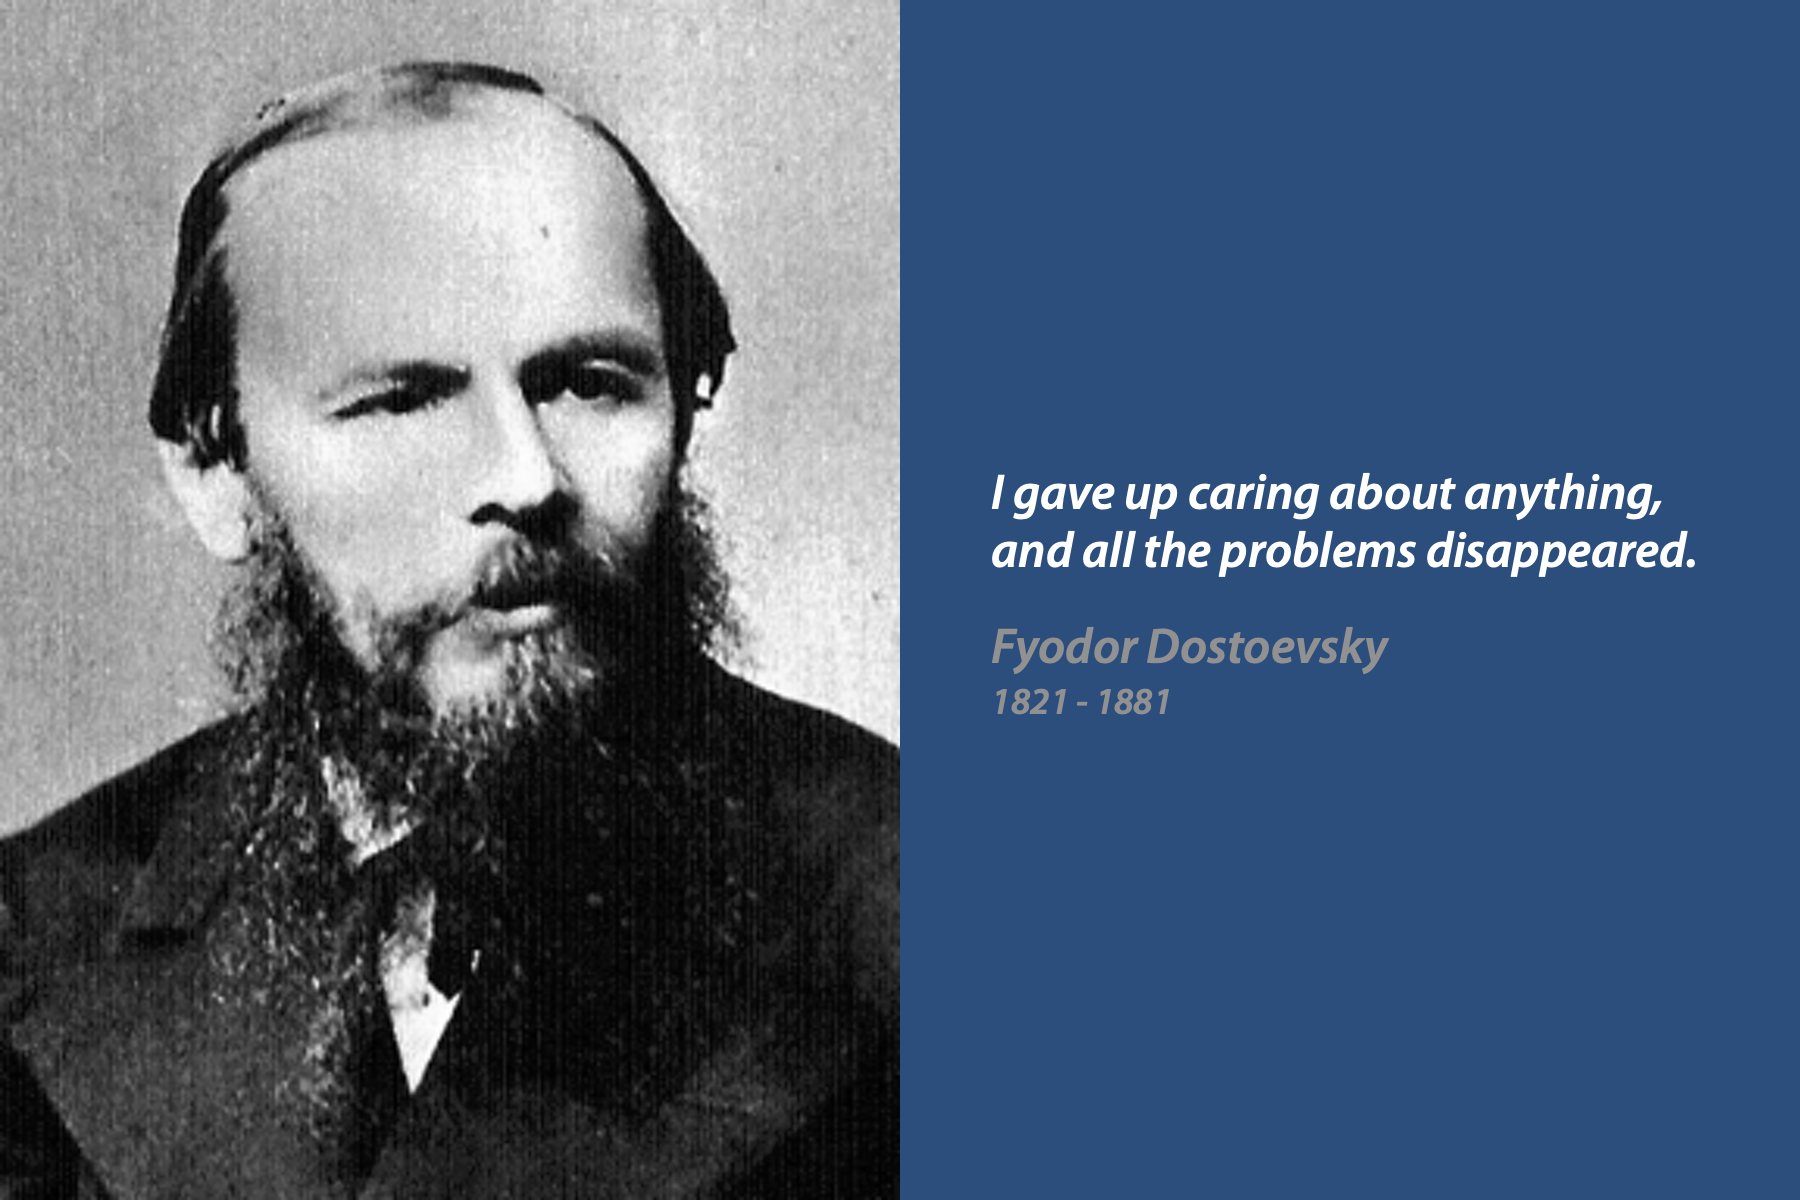 I gave up caring about anything,
and all the problems disappeared.
Fyodor Dostoevsky
1821 - 1881